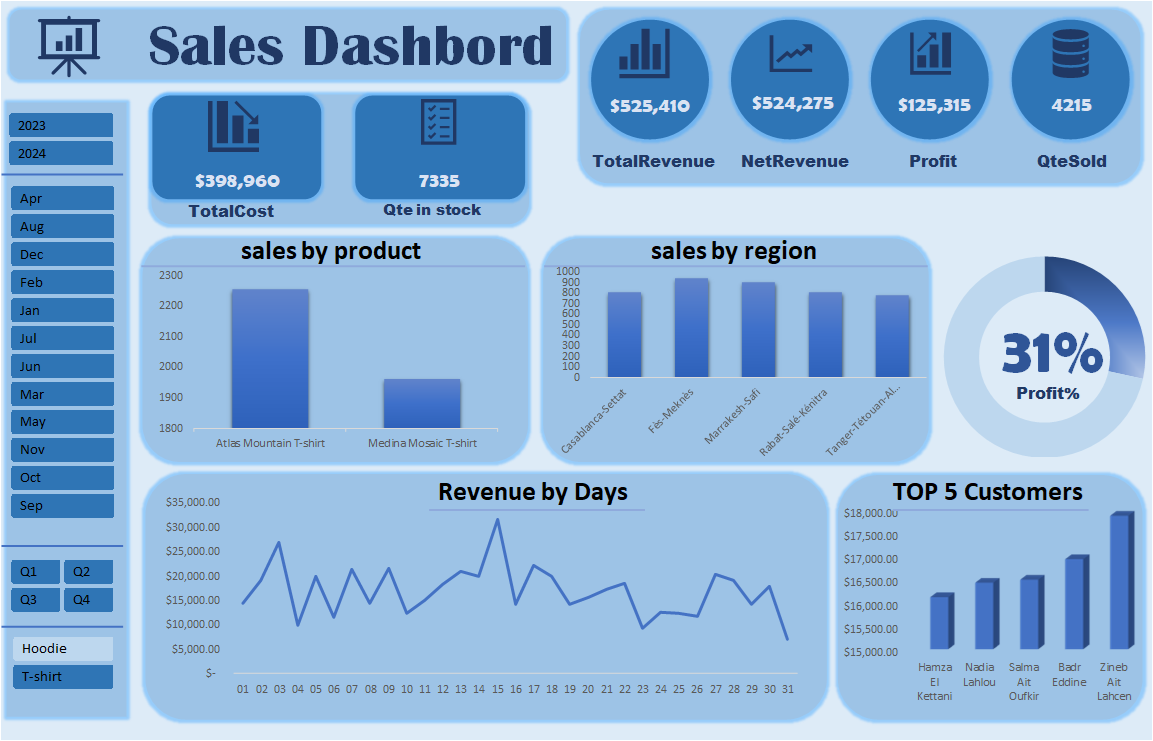 Sales Dashbord
$525,410
TotalRevenue
$524,275
NetRevenue
$125,315
Profit
4215
QteSold
2023
2024
Apr
Aug
Dec
Feb
Jan
Jul
Jun
Mar
May
Nov
Oct
Sep
Q1
Q2
Q3
Q4
Hoodie
T-shirt
$398,960
TotalCost
7335
Qte in stock
sales by product
2300
2200
2100
2000
1900
1800
Atlas Mountain T-shirt
Medina Mosaic T-shirt
sales by region
1000
900
800
700
600
500
400
300
200
100
0
Casablanca-Settat
Fès-Meknès
Marrakesh-Safi
Rabat-Salé-Kénitra
Tanger-Tétouan-Al...
31%
Profit%
Revenue by Days
$35,000.00
$30,000.00
$25,000.00
$20,000.00
$15,000.00
$10,000.00
$5,000.00
$-
01 02 03 04 05 06 07 08 09 10 11 12 13 14 15 16 17 18 19 20 21 22 23 24 25 26 27 28 29 30 31
TOP 5 Customers
$18,000.00
$17,500.00
$17,000.00
$16,500.00
$16,000.00
$15,500.00
$15,000.00
Hamza
El
Kettani
Nadia
Lahlou
Salma
Ait
Oufkir
Badr
Eddine
Zineb
Ait
Lahcen